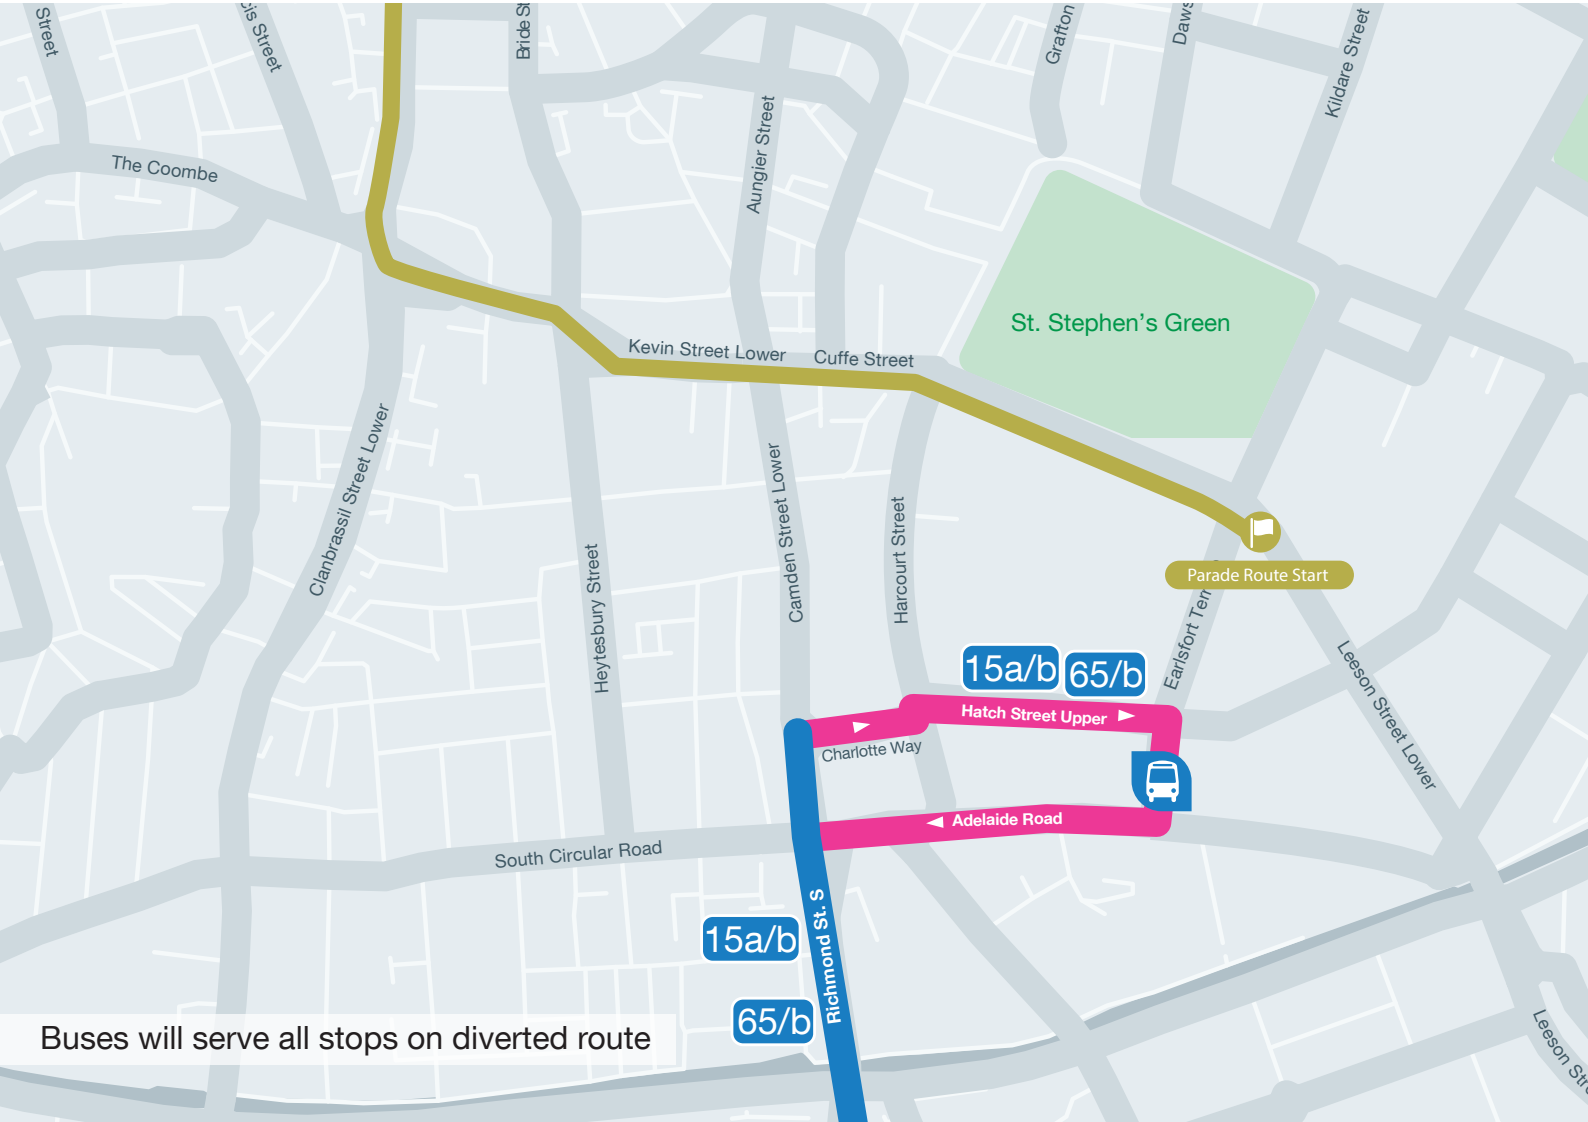 Street
cis Street
Bride St
Grafton
Daws
Kildare Street
The Coombe
Aungier Street
St. Stephen's Green
Kevin Street Lower
Cuffe Street
Clanbrassil Street Lower
Heytesbury Street
Camden Street Lower
Harcourt Street
Parade Route Start
Earlsfort Terr
Leeson Street Lower
15a/b
65/b
Hatch Street Upper
Charlotte Way
Adelaide Road
South Circular Road
Richmond St. S
15a/b
65/b
Buses will serve all stops on diverted route
Leeson Stre